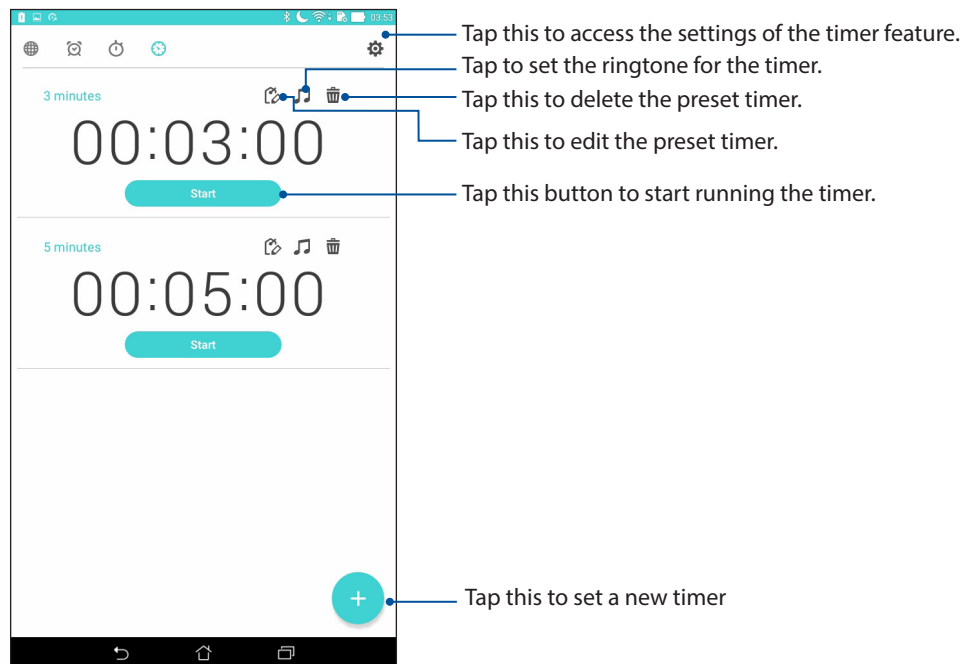 03:53
Tap this to access the settings of the timer feature.
Tap to set the ringtone for the timer.
3 minutes
Tap this to delete the preset timer.
00:03:00
Tap this to edit the preset timer.
Start
Tap this button to start running the timer.
5 minutes
00:05:00
Start
+
Tap this to set a new timer